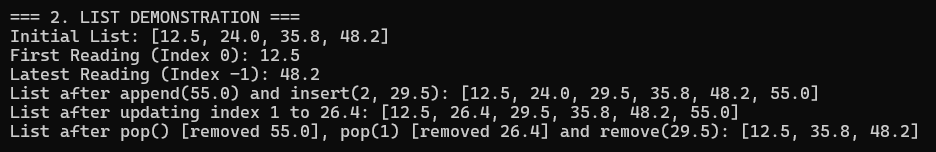 === 2. LIST DEMONSTRATION ===
Initial List: [12.5, 24.0, 35.8, 48.2]
First Reading (Index 0): 12.5
Latest Reading (Index -1): 48.2
List after append(55.0) and insert(2, 29.5): [12.5, 24.0, 29.5, 35.8, 48.2, 55.0]
List after updating index 1 to 26.4: [12.5, 26.4, 29.5, 35.8, 48.2, 55.0]
List after pop() [removed 55.0], pop(1) [removed 26.4] and remove(29.5): [12.5, 35.8, 48.2]